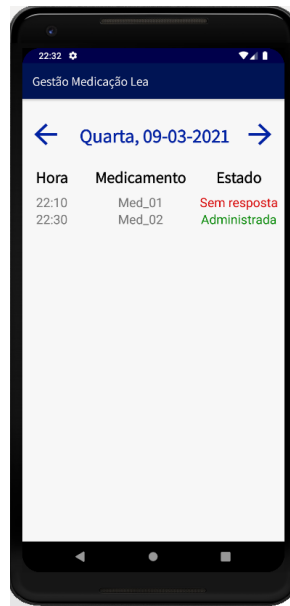 22:32
Gestão Medicação Lea
Quarta, 09-03-2021
Hora Medicamento Estado
22:10 Med_01 Sem resposta
22:30 Med_02 Administrada